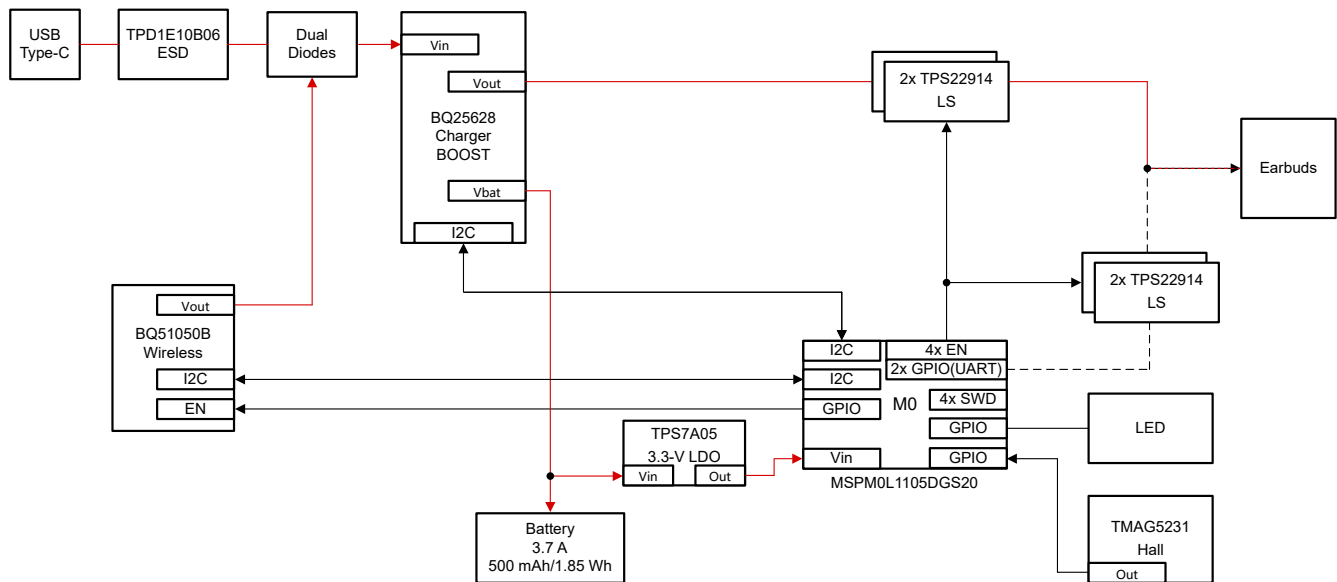 USB
Type-C
TPD1E10B06
ESD
Dual
Diodes
Vin
Vout
BQ25628
Charger
BOOST
Vbat
I2C
2x TPS22914
LS
Earbuds
2x TPS22914
LS
Vout
BQ51050B
Wireless
I2C
EN
I2C
4x EN
2x GPIO(UART)
I2C
M0
4x SWD
GPIO
GPIO
Vin
GPIO
MSPM0L1105DGS20
LED
TPS7A05
3.3-V LDO
Vin
Out
Battery
3.7 A
500 mAh/1.85 Wh
TMAG5231
Hall
Out